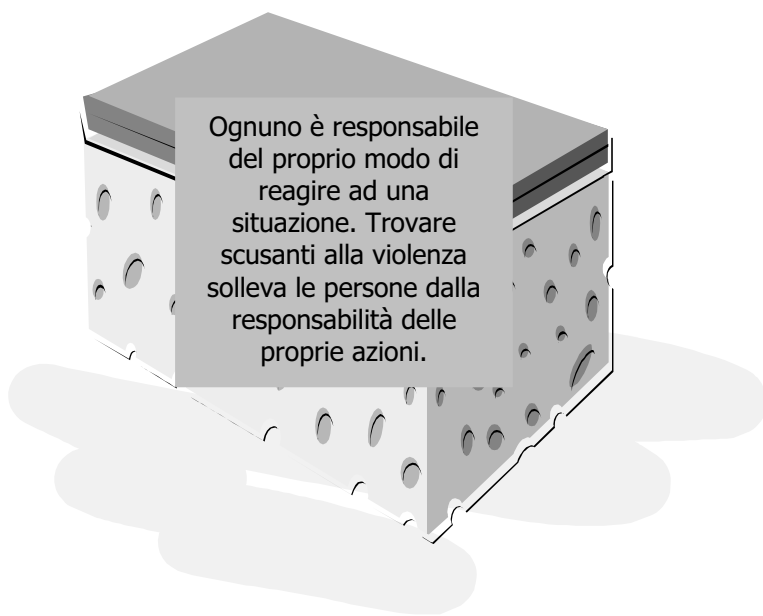 Ognuno è responsabile
del proprio modo di
reagire ad una
situazione. Trovare
scusanti alla violenza
solleva le persone dalla
responsabilità delle
proprie azioni.